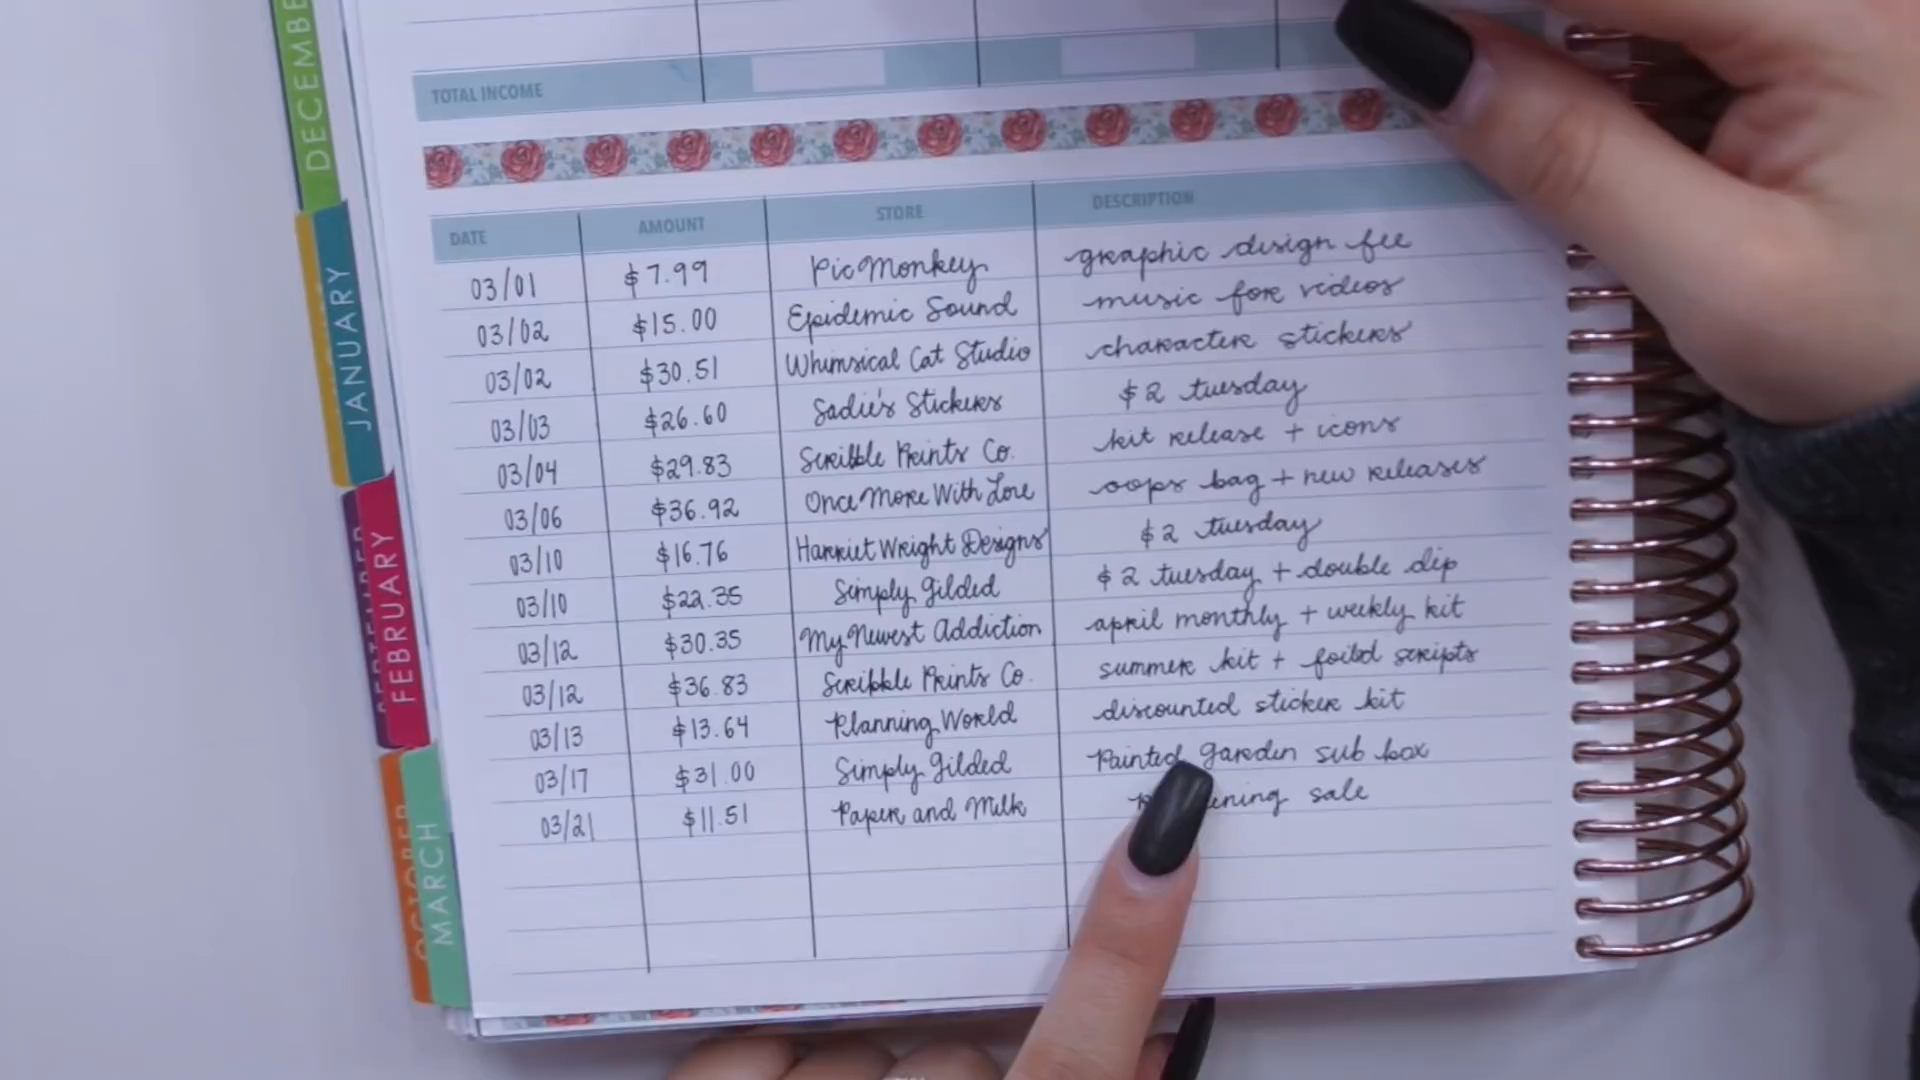 DECEMBE
TOTAL INCOME
DATE AMOUNT STORE DESCRIPTION
03/01 $7.99 PicMonkey graphic design fee
03/02 $15.00 Epidemic Sound music for videos
03/02 $30.51 Whimsical Cat Studio character stickers
03/03 $26.60 Sadie's Stickers $2 tuesday
03/04 $29.83 Scribble Prints Co. kit release + icons
03/06 $36.92 Once More With Love oops bag + new releases
03/10 $16.76 Harriet Wright Designs $2 tuesday
03/10 $22.35 Simply Gilded $2 tuesday + double dip
03/12 $30.35 My Newest Addiction april monthly + weekly kit
03/12 $36.83 Scribble Prints Co. summer kit + foiled scripts
03/13 $13.64 Planning World discounted sticker kit
03/17 $31.00 Simply Gilded Painted Garden sub box
03/21 $11.51 Paper and Milk sale
JANUARY
FEBRUARY
OCTOBER
MARCH